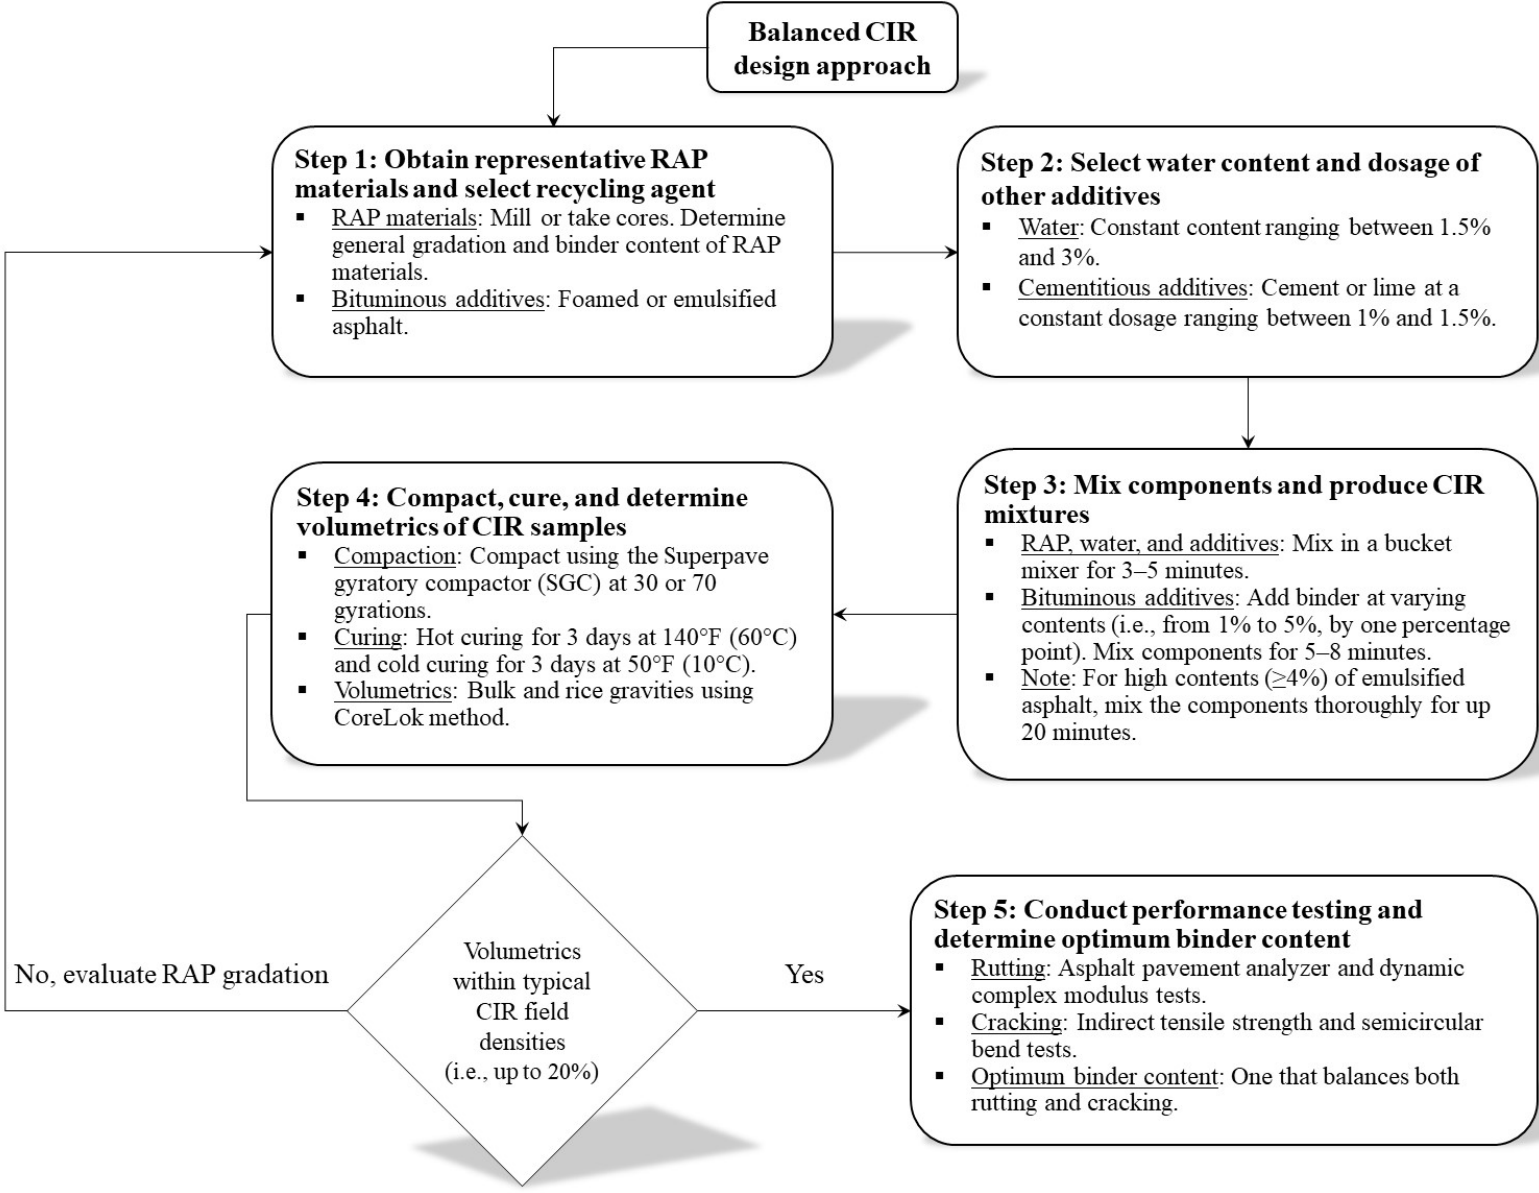 Balanced CIR
design approach
Step 1: Obtain representative RAP
materials and select recycling agent
▪ RAP materials: Mill or take cores. Determine
general gradation and binder content of RAP
materials.
▪ Bituminous additives: Foamed or emulsified
asphalt.
Step 2: Select water content and dosage of
other additives
▪ Water: Constant content ranging between 1.5%
and 3%.
▪ Cementitious additives: Cement or lime at a
constant dosage ranging between 1% and 1.5%.
Step 3: Mix components and produce CIR
mixtures
▪ RAP, water, and additives: Mix in a bucket
mixer for 3–5 minutes.
▪ Bituminous additives: Add binder at varying
contents (i.e., from 1% to 5%, by one percentage
point). Mix components for 5–8 minutes.
▪ Note: For high contents (≥4%) of emulsified
asphalt, mix the components thoroughly for up
20 minutes.
Step 4: Compact, cure, and determine
volumetrics of CIR samples
▪ Compaction: Compact using the Superpave
gyratory compactor (SGC) at 30 or 70
gyrations.
▪ Curing: Hot curing for 3 days at 140°F (60°C)
and cold curing for 3 days at 50°F (10°C).
▪ Volumetrics: Bulk and rice gravities using
CoreLok method.
Volumetrics
within typical
CIR field
densities
(i.e., up to 20%)
No, evaluate RAP gradation
Yes
Step 5: Conduct performance testing and
determine optimum binder content
▪ Rutting: Asphalt pavement analyzer and dynamic
complex modulus tests.
▪ Cracking: Indirect tensile strength and semicircular
bend tests.
▪ Optimum binder content: One that balances both
rutting and cracking.